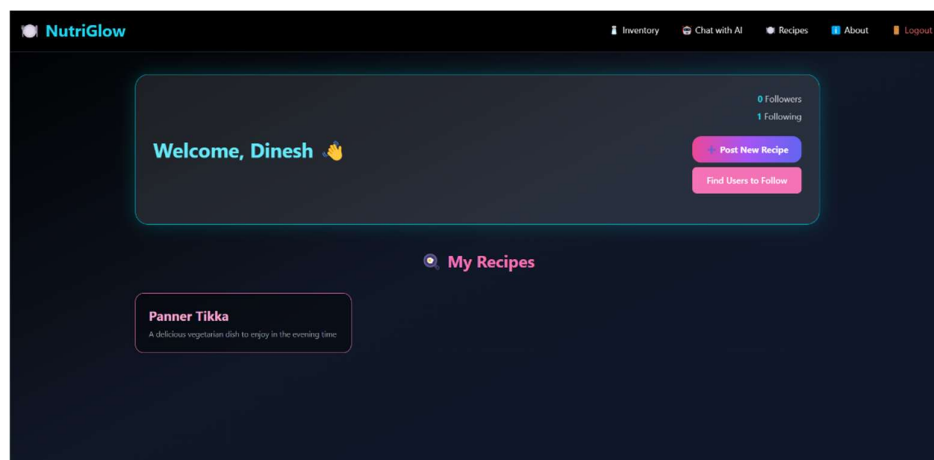 NutriGlow
Inventory
Chat with AI
Recipes
About
Logout
0 Followers
1 Following
Welcome, Dinesh
Post New Recipe
Find Users to Follow
My Recipes
Panner Tikka
A delicious vegetarian dish to enjoy in the evening time